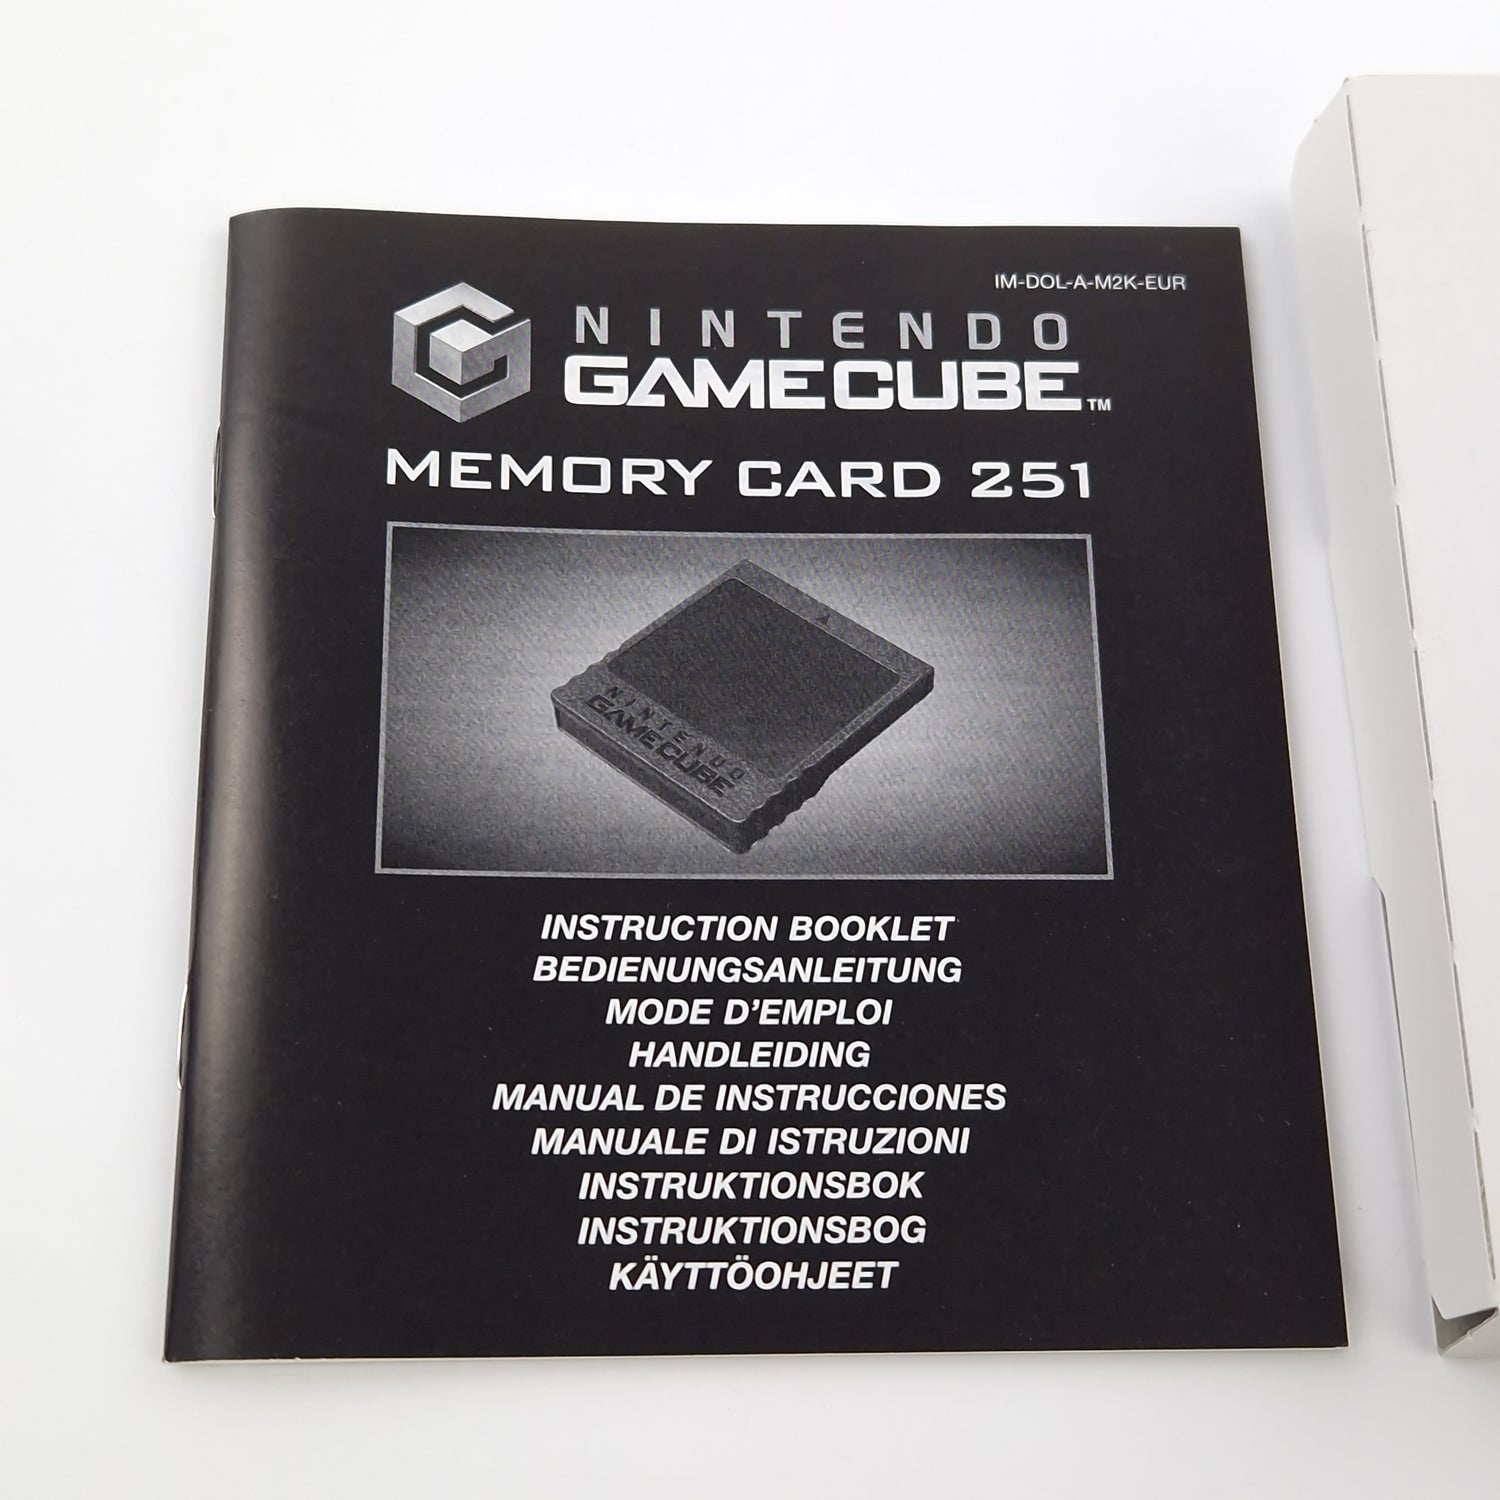 IM-DOL-A-M2K-EUR
NINTENDO
GAMECUBE™
MEMORY CARD 251
NINTENDO
GAMECUBE
INSTRUCTION BOOKLET
BEDIENUNGSANLEITUNG
MODE D'EMPLOI
HANDLEIDING
MANUAL DE INSTRUCCIONES
MANUALE DI ISTRUZIONI
INSTRUKTIONSBOK
INSTRUKTIONSBOG
KÄYTTÖOHJEET